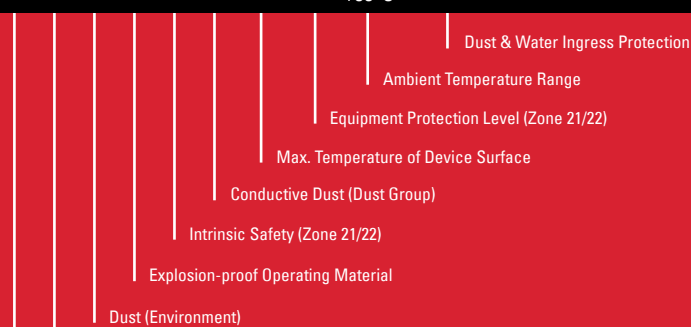 Dust & Water Ingress Protection
Ambient Temperature Range
Equipment Protection Level (Zone 21/22)
Max. Temperature of Device Surface
Conductive Dust (Dust Group)
Intrinsic Safety (Zone 21/22)
Explosion-proof Operating Material
Dust (Environment)